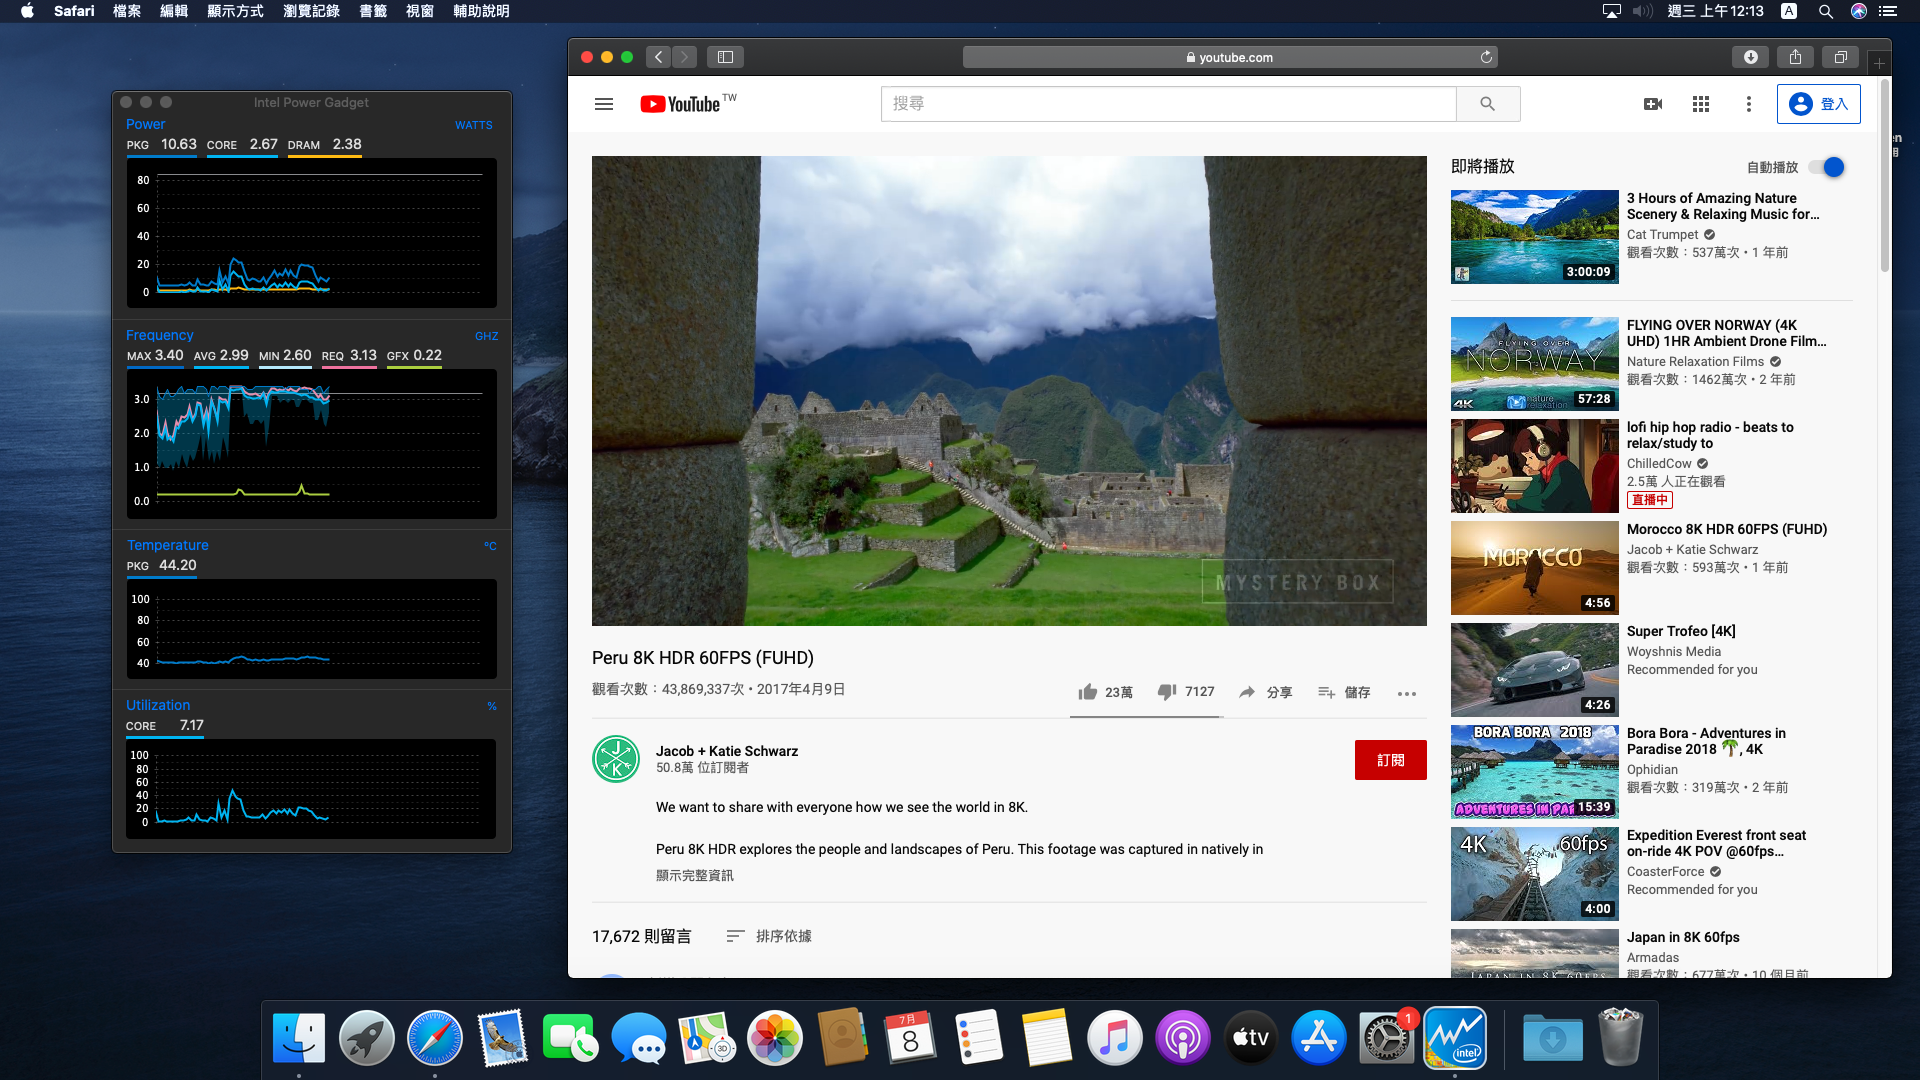 Safari 檔案 編輯 顯示方式 瀏覽記錄 書籤 視窗 輔助說明
週三 上午12:13 A
Intel Power Gadget
Power WATTS
PKG 10.63 CORE 2.67 DRAM 2.38
80
60
40
20
0
Frequency GHZ
MAX 3.40 AVG 2.99 MIN 2.60 REQ 3.13 GFX 0.22
3.0
2.0
1.0
0.0
Temperature ºC
PKG 44.20
100
80
60
40
Utilization %
CORE 7.17
100
80
60
40
20
0
youtube.com
YouTube TW
搜尋
登入
MYSTERY BOX
Peru 8K HDR 60FPS (FUHD)
觀看次數：43,869,337次・2017年4月9日
23萬 7127 分享 儲存
JK
Jacob + Katie Schwarz
50.8萬 位訂閱者
訂閱
We want to share with everyone how we see the world in 8K.
Peru 8K HDR explores the people and landscapes of Peru. This footage was captured in natively in
顯示完整資訊
17,672 則留言 排序依據
即將播放 自動播放
3:00:09
3 Hours of Amazing Nature
Scenery & Relaxing Music for...
Cat Trumpet
觀看次數：537萬次・1 年前
FLYING OVER
NORWAY
4K
nature
relaxation
57:28
FLYING OVER NORWAY (4K
UHD) 1HR Ambient Drone Film...
Nature Relaxation Films
觀看次數：1462萬次・2 年前
lofi hip hop radio - beats to
relax/study to
ChilledCow
2.5萬 人正在觀看
直播中
MOROCCO
4:56
Morocco 8K HDR 60FPS (FUHD)
Jacob + Katie Schwarz
觀看次數：593萬次・1 年前
4:26
Super Trofeo [4K]
Woyshnis Media
Recommended for you
BORA BORA 2018
ADVENTURES IN
15:39
Bora Bora - Adventures in
Paradise 2018 🌴, 4K
Ophidian
觀看次數：319萬次・2 年前
4K 60fps
4:00
Expedition Everest front seat
on-ride 4K POV @60fps...
CoasterForce
Recommended for you
JAPAN IN 8K 60FPS
Japan in 8K 60fps
Armadas
觀看次數：677萬次・10 個月前
3D
7月
8
tv
1
intel